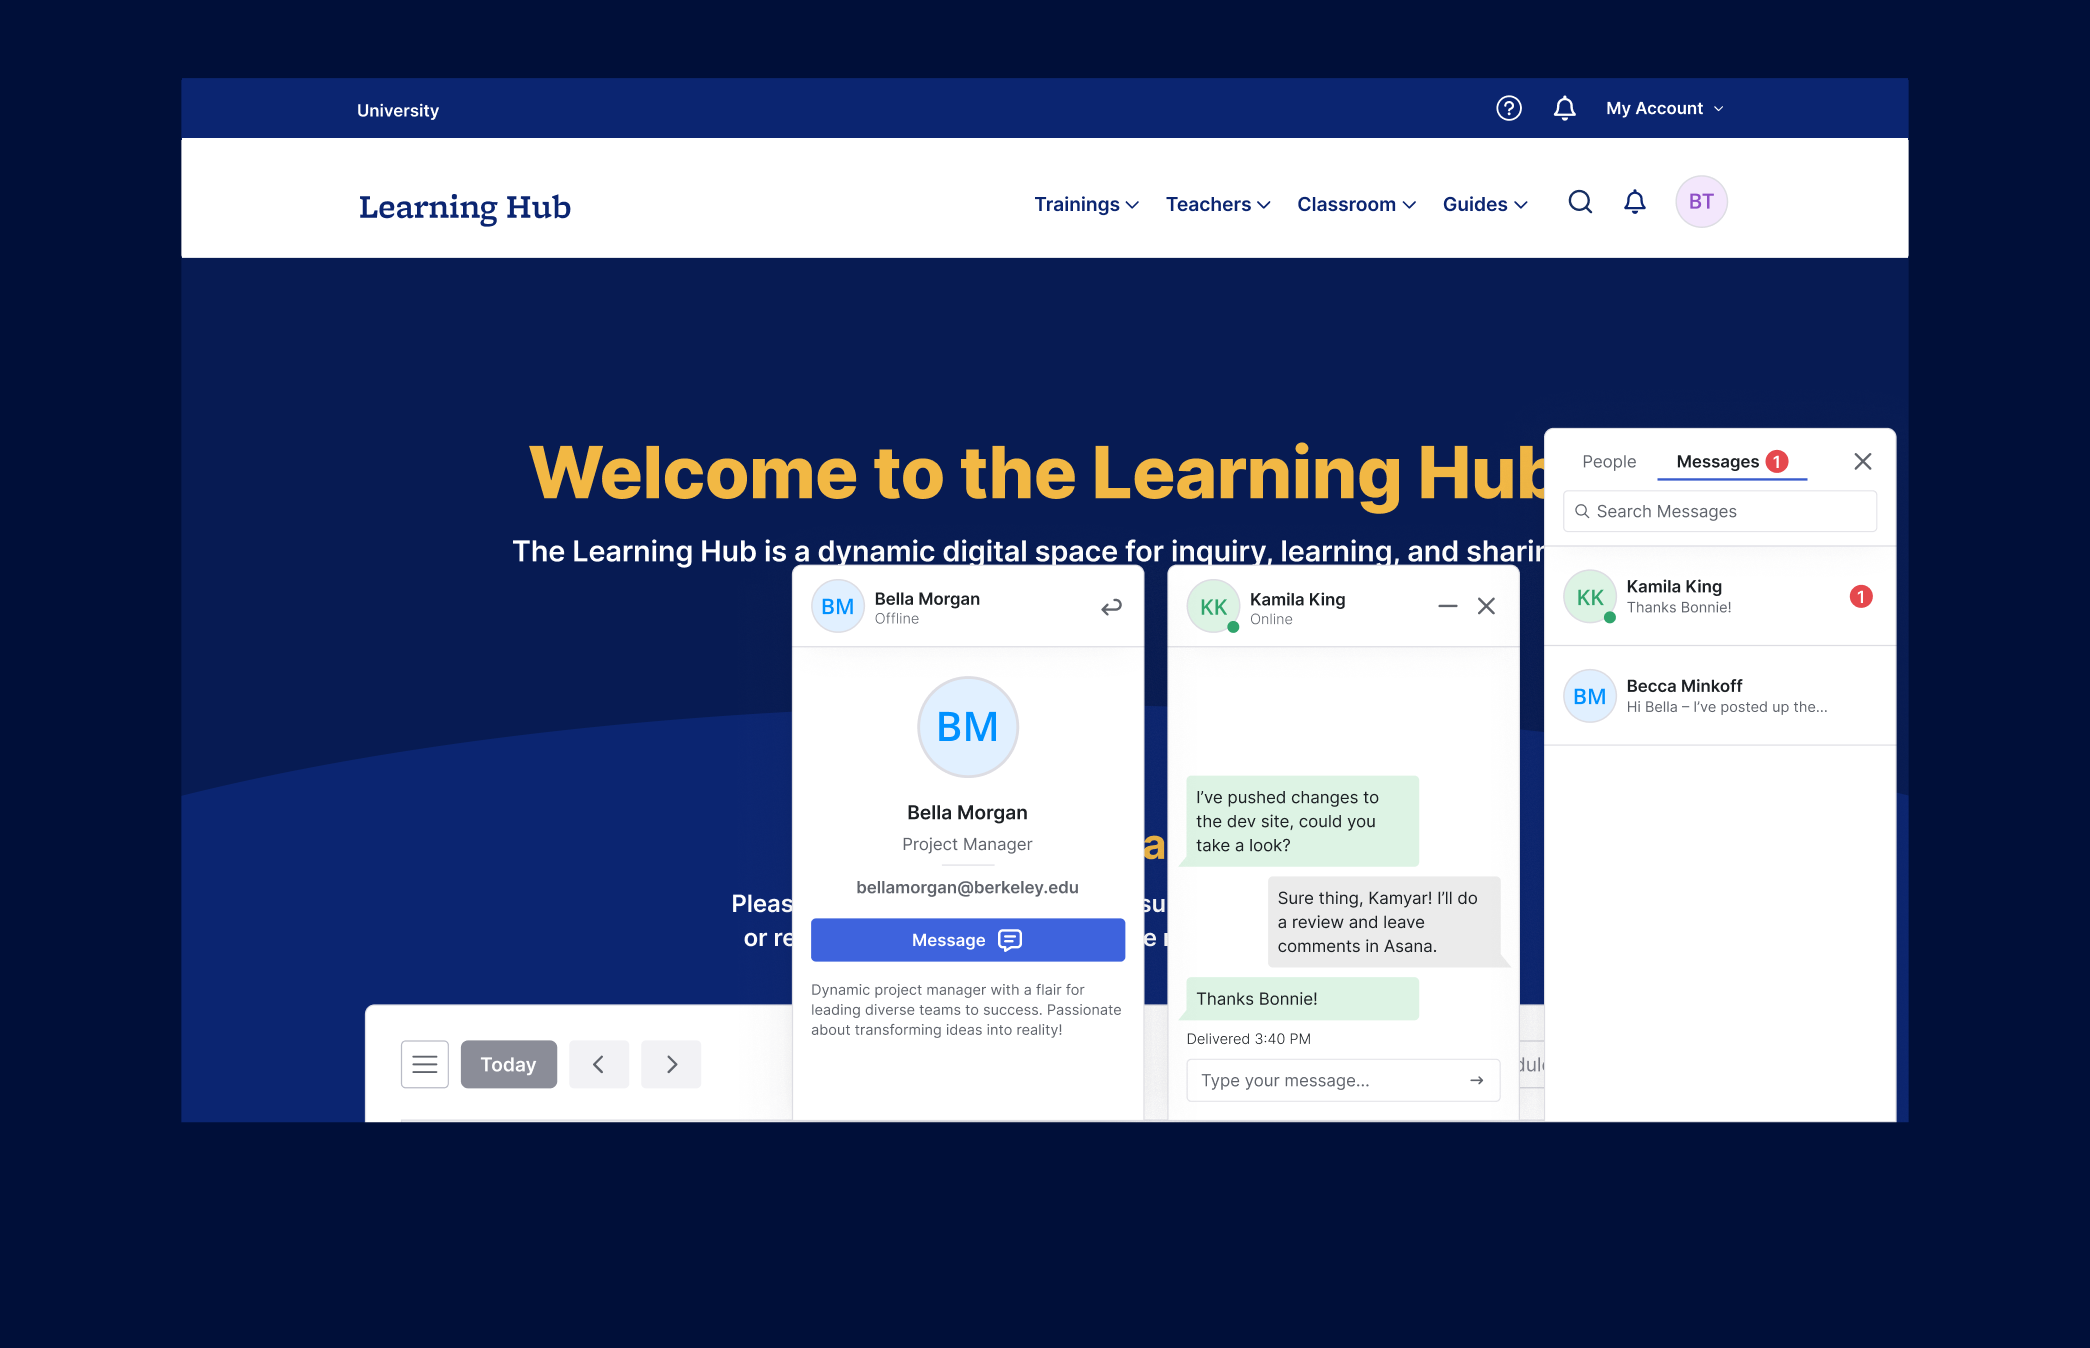 University
My Account
Learning Hub
Trainings
Teachers
Classroom
Guides
BT
Welcome to the Learning Hub
The Learning Hub is a dynamic digital space for inquiry, learning, and
People
Messages 1
Search Messages
KK
Kamila King
Thanks Bonnie!
1
BM
Becca Minkoff
Hi Bella – I've posted up the...
BM
Bella Morgan
Offline
BM
Bella Morgan
Project Manager
bellamorgan@berkeley.edu
Message
Dynamic project manager with a flair for
leading diverse teams to success. Passionate
about transforming ideas into reality!
KK
Kamila King
Online
I've pushed changes to
the dev site, could you
take a look?
Sure thing, Kamyar! I'll do
a review and leave
comments in Asana.
Thanks Bonnie!
Delivered 3:40 PM
Type your message...
or
Today